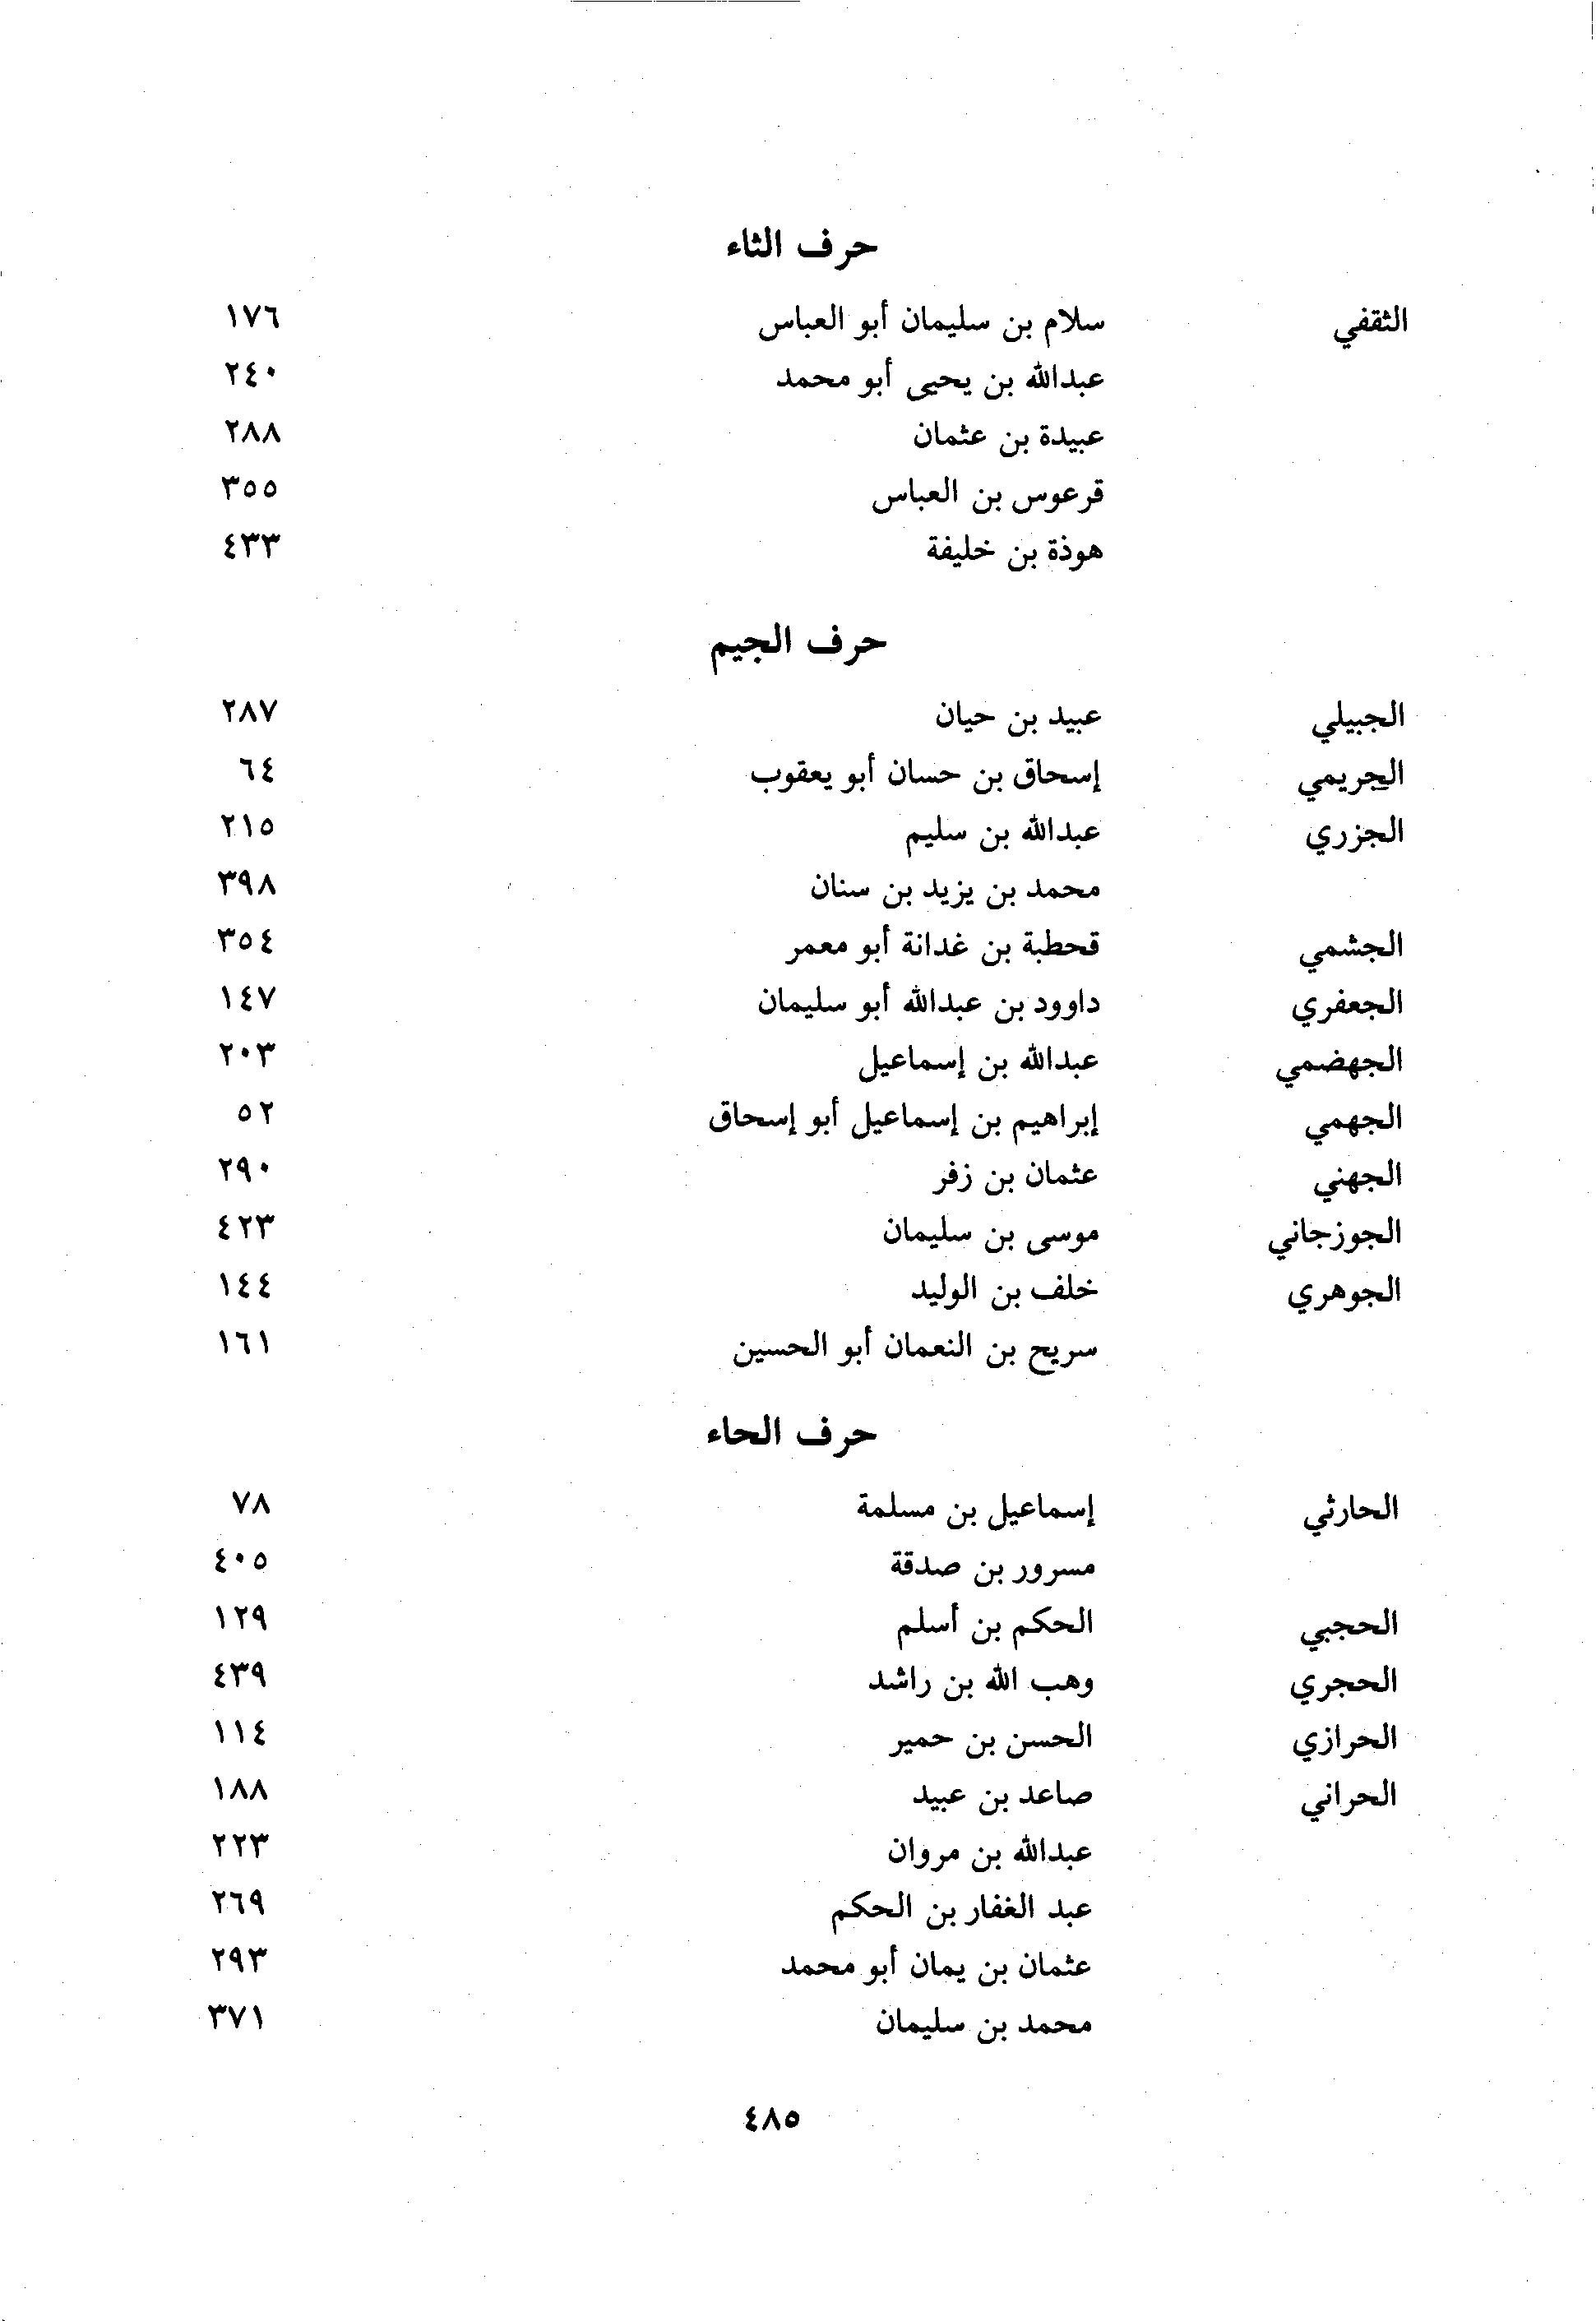 حرف الثاء
الثقفي سلام بن سليمان أبو العباس ١٧٦
عبدالله بن يحيى أبو محمد ٢٤٠
عبيدة بن عثمان ٢٨٨
قرعوس بن العباس ٣٥٥
هوذة بن خليفة ٤٣٣
حرف الجيم
الجبيلي عبيد بن حيان ٢٨٧
الجريمي إسحاق بن حسان أبو يعقوب ٦٤
الجزري عبدالله بن سليم ٢١٥
محمد بن يزيد بن سنان ٣٩٨
الجشمي قحطبة بن غدانة أبو معمر ٣٥٤
الجعفري داوود بن عبدالله أبو سليمان ١٤٧
الجهضمي عبدالله بن إسماعيل ٢٠٣
الجهمي إبراهيم بن إسماعيل أبو إسحاق ٥٢
الجهني عثمان بن زفر ٢٩٠
الجوزجاني موسى بن سليمان ٤٢٣
الجوهري خلف بن الوليد ١٤٤
سريح بن النعمان أبو الحسين ١٦١
حرف الحاء
الحارثي إسماعيل بن مسلمة ٧٨
مسرور بن صدقة ٤٠٥
الحجبي الحكم بن أسلم ١٢٩
الحجري وهب الله بن راشد ٤٣٩
الحرازي الحسن بن حمير ١١٤
الحراني صاعد بن عبيد ١٨٨
عبدالله بن مروان ٢٢٣
عبد الغفار بن الحكم ٢٦٩
عثمان بن يمان أبو محمد ٢٩٣
محمد بن سليمان ٣٧١
٤٨٥